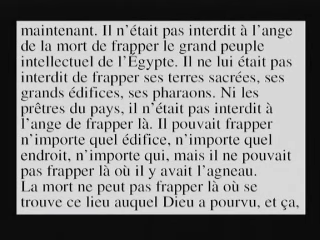 maintenant. Il n'était pas interdit à l'ange
de la mort de frapper le grand peuple
intellectuel de l'Égypte. Il ne lui était pas
interdit de frapper ses terres sacrées, ses
grands édifices, ses pharaons. Ni les
prêtres du pays, il n'était pas interdit à
l'ange de frapper là. Il pouvait frapper
n'importe quel édifice, n'importe quel
endroit, n'importe qui, mais il ne pouvait
pas frapper là où il y avait l'agneau.
La mort ne peut pas frapper là où se
trouve ce lieu auquel Dieu a pourvu, et ça,